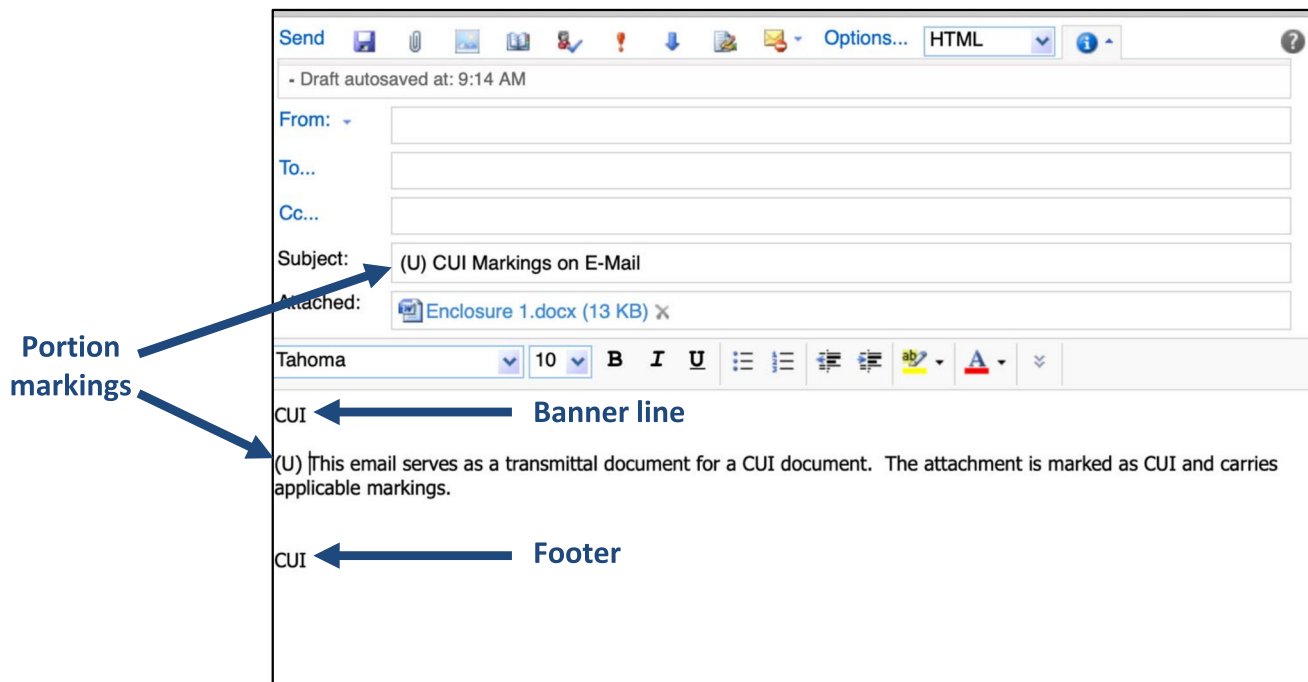 Send Options... HTML
- Draft autosaved at: 9:14 AM
From:
To...
Cc...
Subject: (U) CUI Markings on E-Mail
Attached: Enclosure 1.docx (13 KB)
Portion
markings
Tahoma 10 B I U ab A
CUI Banner line
(U) This email serves as a transmittal document for a CUI document. The attachment is marked as CUI and carries
applicable markings.
CUI Footer